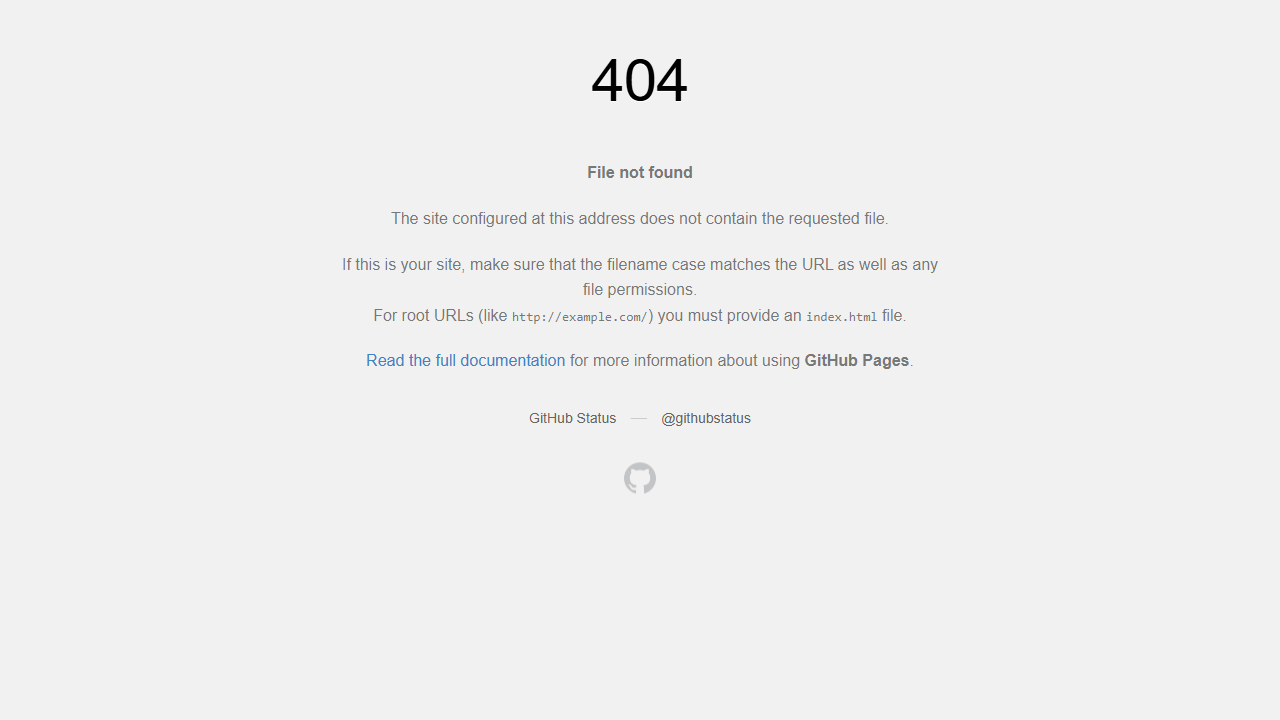 404
File not found
The site configured at this address does not contain the requested file.
If this is your site, make sure that the filename case matches the URL as well as any
file permissions.
For root URLs (like http://example.com/) you must provide an index.html file.
Read the full documentation for more information about using GitHub Pages.
GitHub Status — @githubstatus